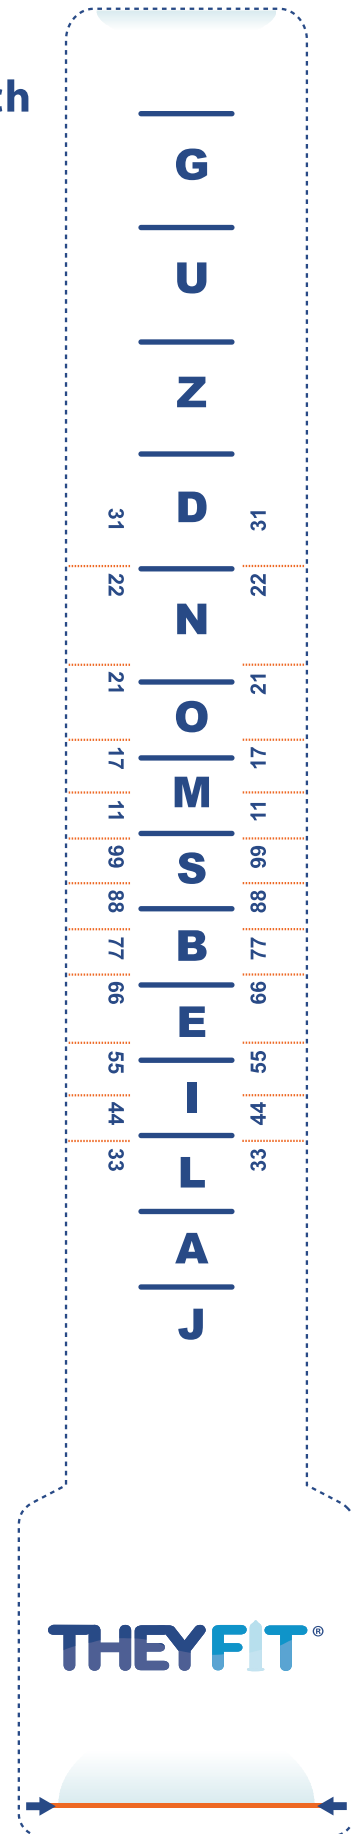 th
G
U
Z
D
31 31
22 22
N
21 21
O
17 17
M
11 11
99 99
S
88 88
B
77 77
66 66
E
55 55
I
44 44
33 33
L
A
J
THEYFIT®